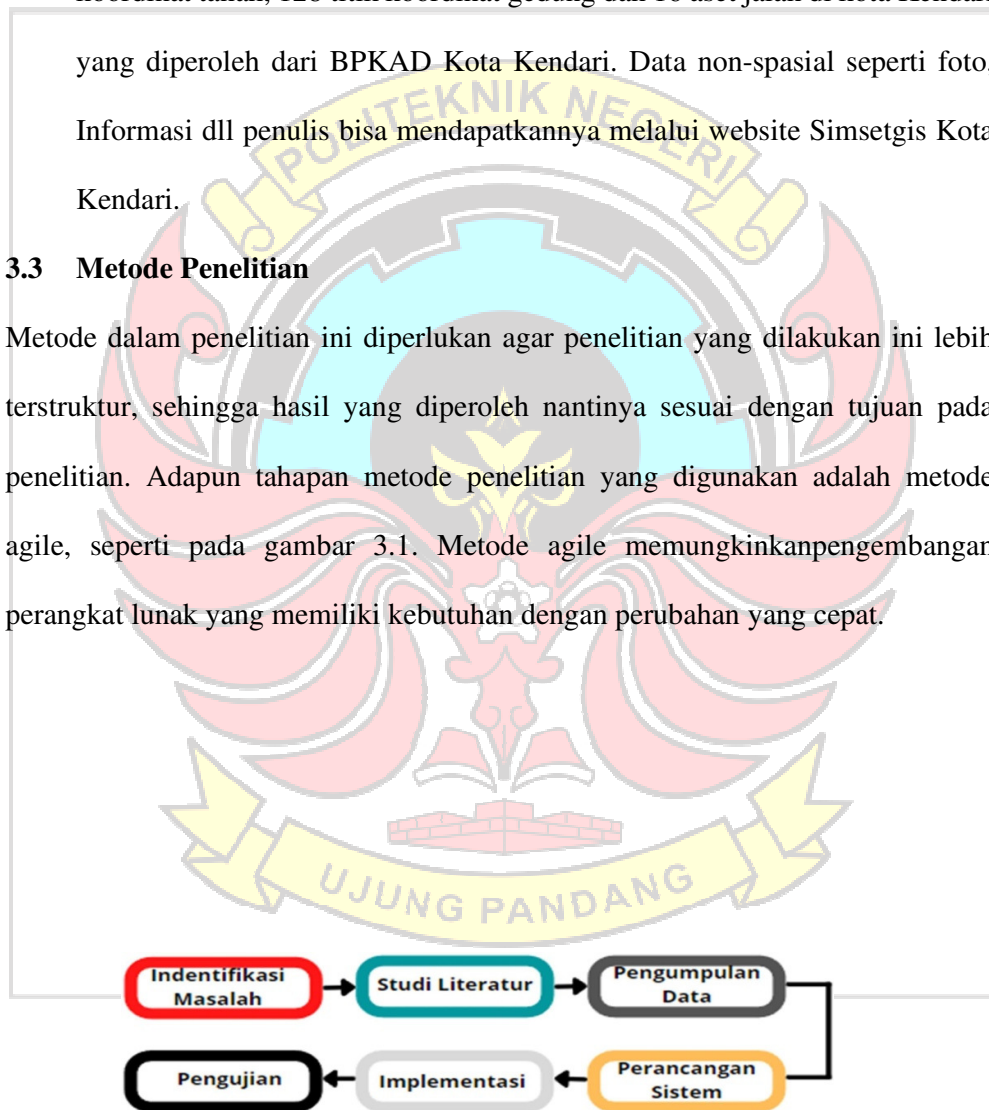 yang diperoleh dari BPKAD Kota Kendari. Data non-spasial seperti foto,
Informasi dll penulis bisa mendapatkannya melalui website Simsetgis Kota
Kendari.
POLITEKNIK NEGERI
3.3 Metode Penelitian
Metode dalam penelitian ini diperlukan agar penelitian yang dilakukan ini lebih
terstruktur, sehingga hasil yang diperoleh nantinya sesuai dengan tujuan pada
penelitian. Adapun tahapan metode penelitian yang digunakan adalah metode
agile, seperti pada gambar 3.1. Metode agile memungkinkanpengembangan
perangkat lunak yang memiliki kebutuhan dengan perubahan yang cepat.
UJUNG PANDANG
Indentifikasi
Masalah
Studi Literatur
Pengumpulan
Data
Perancangan
Sistem
Implementasi
Pengujian